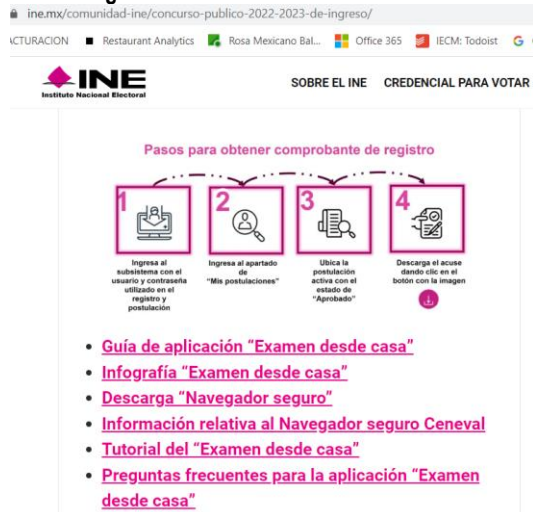 ine.mx/comunidad-ine/concurso-publico-2022-2023-de-ingreso/
ACTURACION Restaurant Analytics Rosa Mexicano Bal... Office 365 IECM: Todoist G
INE
Instituto Nacional Electoral
SOBRE EL INE CREDENCIAL PARA VOTAR
Pasos para obtener comprobante de registro
1 2 3 4
Ingresa al
subsistema con el
usuario y contraseña
utilizado en el
registro y
postulación
Ingresa al apartado
de
"Mis postulaciones"
Ubica la
postulación
activa con el
estado de
"Aprobado"
Descarga el acuse
dando clic en el
botón con la imagen
• Guía de aplicación "Examen desde casa"
• Infografía "Examen desde casa"
• Descarga "Navegador seguro"
• Información relativa al Navegador seguro Ceneval
• Tutorial del "Examen desde casa"
• Preguntas frecuentes para la aplicación "Examen
desde casa"